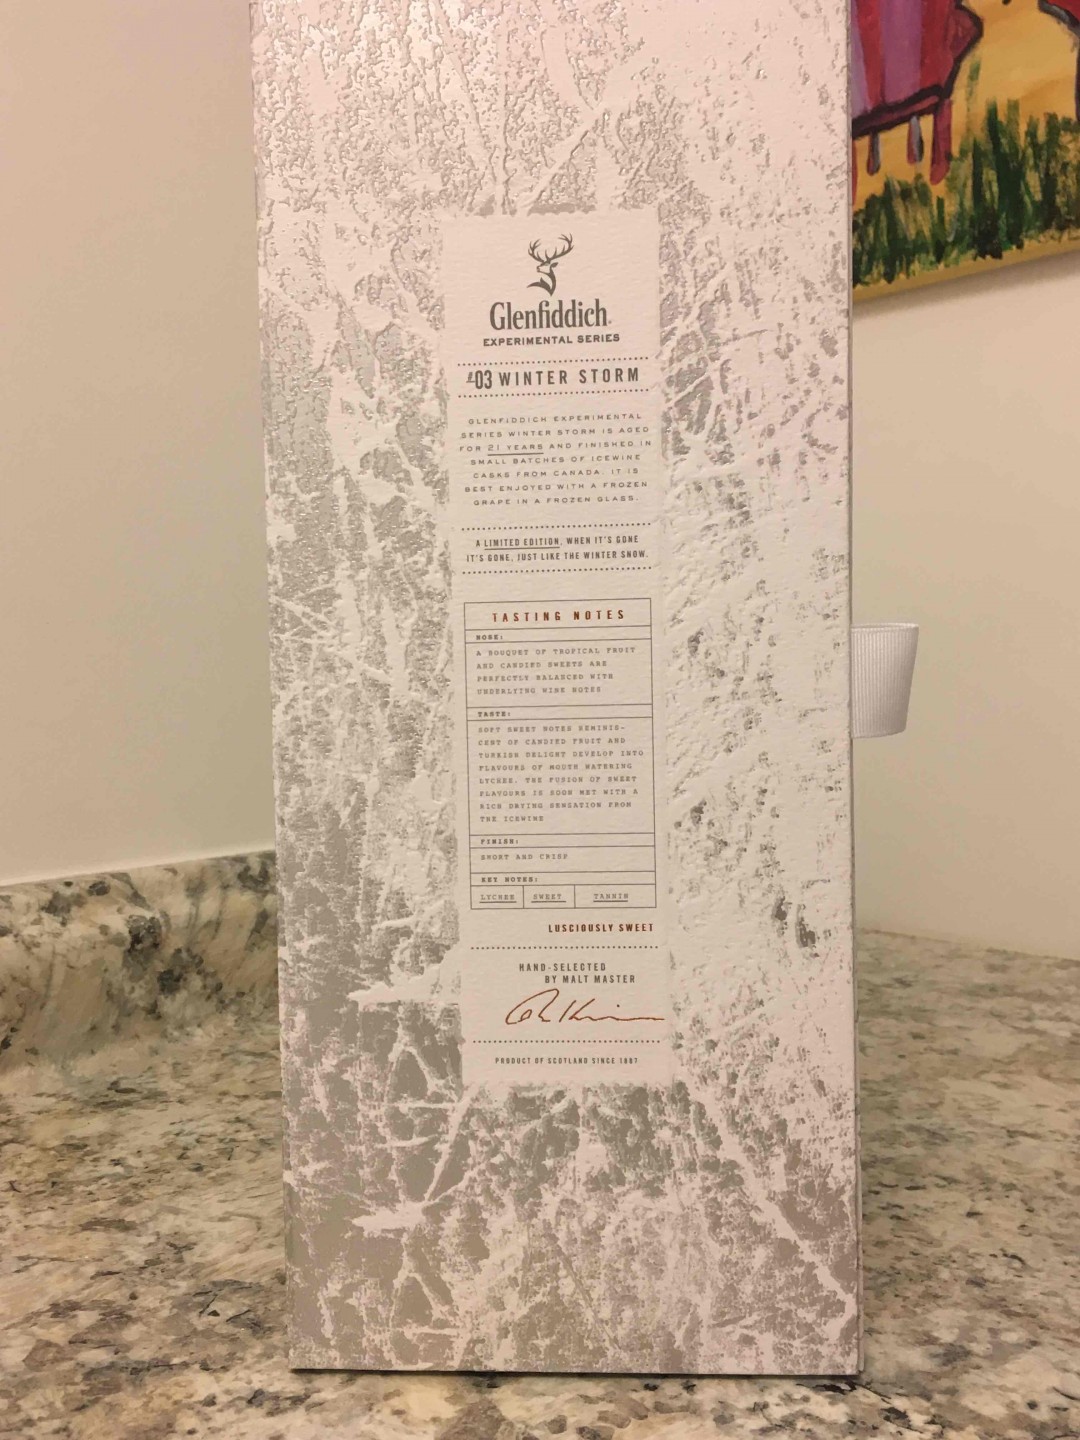 Glenfiddich
EXPERIMENTAL SERIES
#03 WINTER STORM
GLENFIDDICH EXPERIMENTAL
SERIES WINTER STORM IS AGED
FOR 21 YEARS AND FINISHED IN
SMALL BATCHES OF ICEWINE
CASKS FROM CANADA. IT IS
BEST ENJOYED WITH A FROZEN
GRAPE IN A FROZEN GLASS.
A LIMITED EDITION, WHEN IT'S GONE
IT'S GONE, JUST LIKE THE WINTER SNOW.
TASTING NOTES
NOSE:
A BOUQUET OF TROPICAL FRUIT
AND CANDIED SWEETS ARE
PERFECTLY BALANCED WITH
UNDERLYING WINE NOTES
TASTE:
SOFT SWEET NOTES REMINIS-
CENT OF CANDIED FRUIT AND
TURKISH DELIGHT DEVELOP INTO
FLAVOURS OF MOUTH WATERING
LYCHEE. THE FUSION OF SWEET
FLAVOURS IS SOON MET WITH A
RICH DRYING SENSATION FROM
THE ICEWINE
FINISH:
SHORT AND CRISP
KEY NOTES:
LYCHEE SWEET TANNIN
LUSCIOUSLY SWEET
HAND-SELECTED
BY MALT MASTER
PRODUCT OF SCOTLAND SINCE 1887